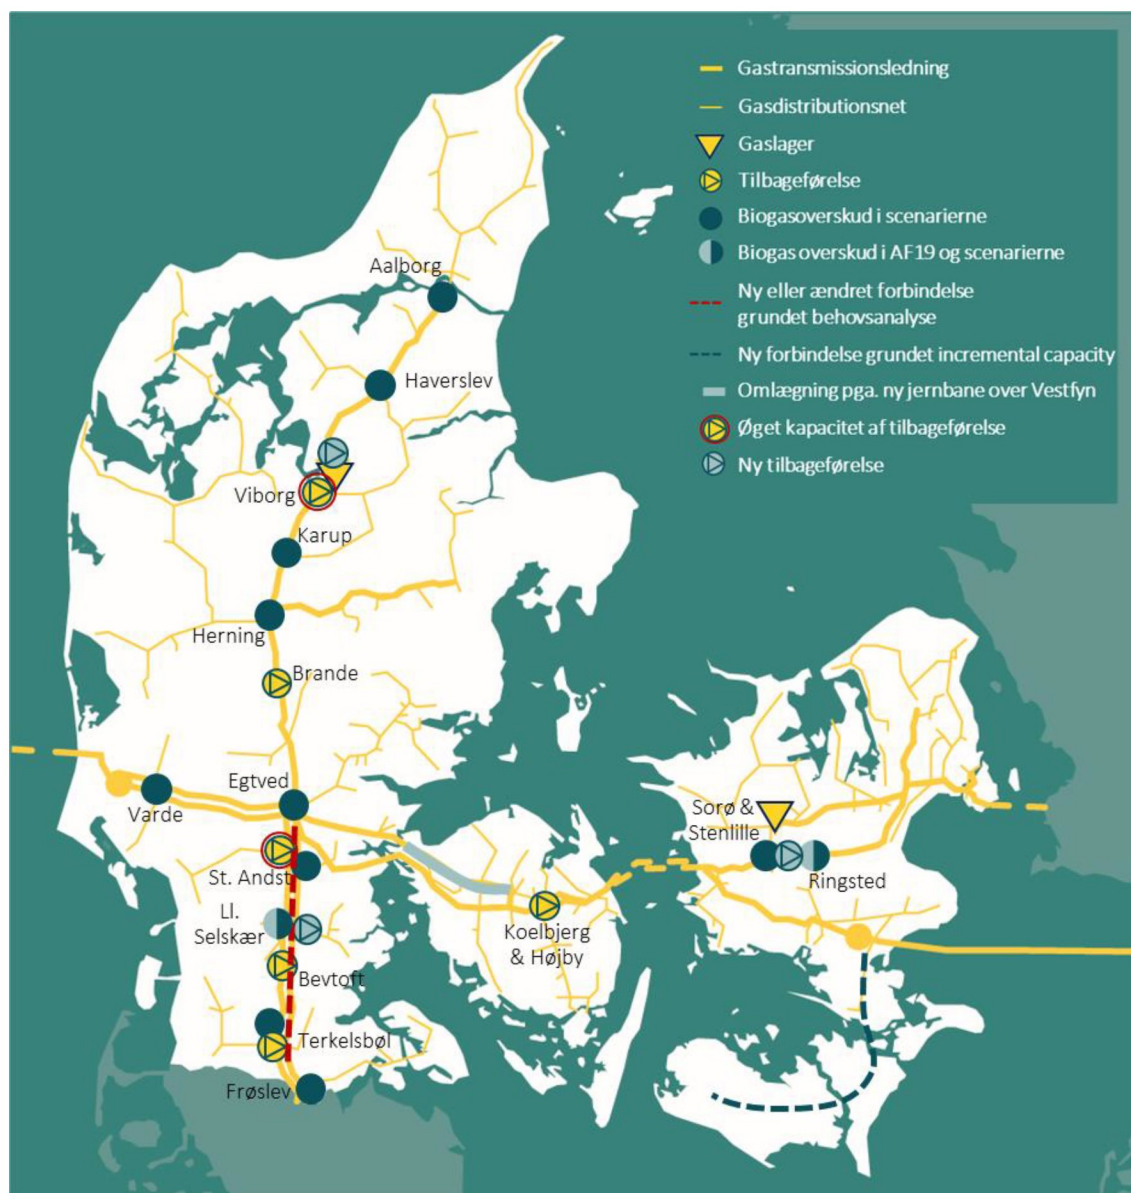 Gastransmissionsledning
Gasdistributionsnet
Gaslager
Tilbageførelse
Biogasoverskud i scenarierne
Biogas overskud i AF19 og scenarierne
Ny eller ændret forbindelse
grundet behovsanalyse
Ny forbindelse grundet incremental capacity
Omlægning pga. ny jernbane over Vestfyn
Øget kapacitet af tilbageførelse
Ny tilbageførelse
Aalborg
Haverslev
Viborg
Karup
Herning
Brande
Egtved
Varde
St. Andst
Ll.
Selskær
Bevtoft
Terkelsbøl
Frøslev
Koelbjerg
& Højby
Sorø &
Stenlille
Ringsted